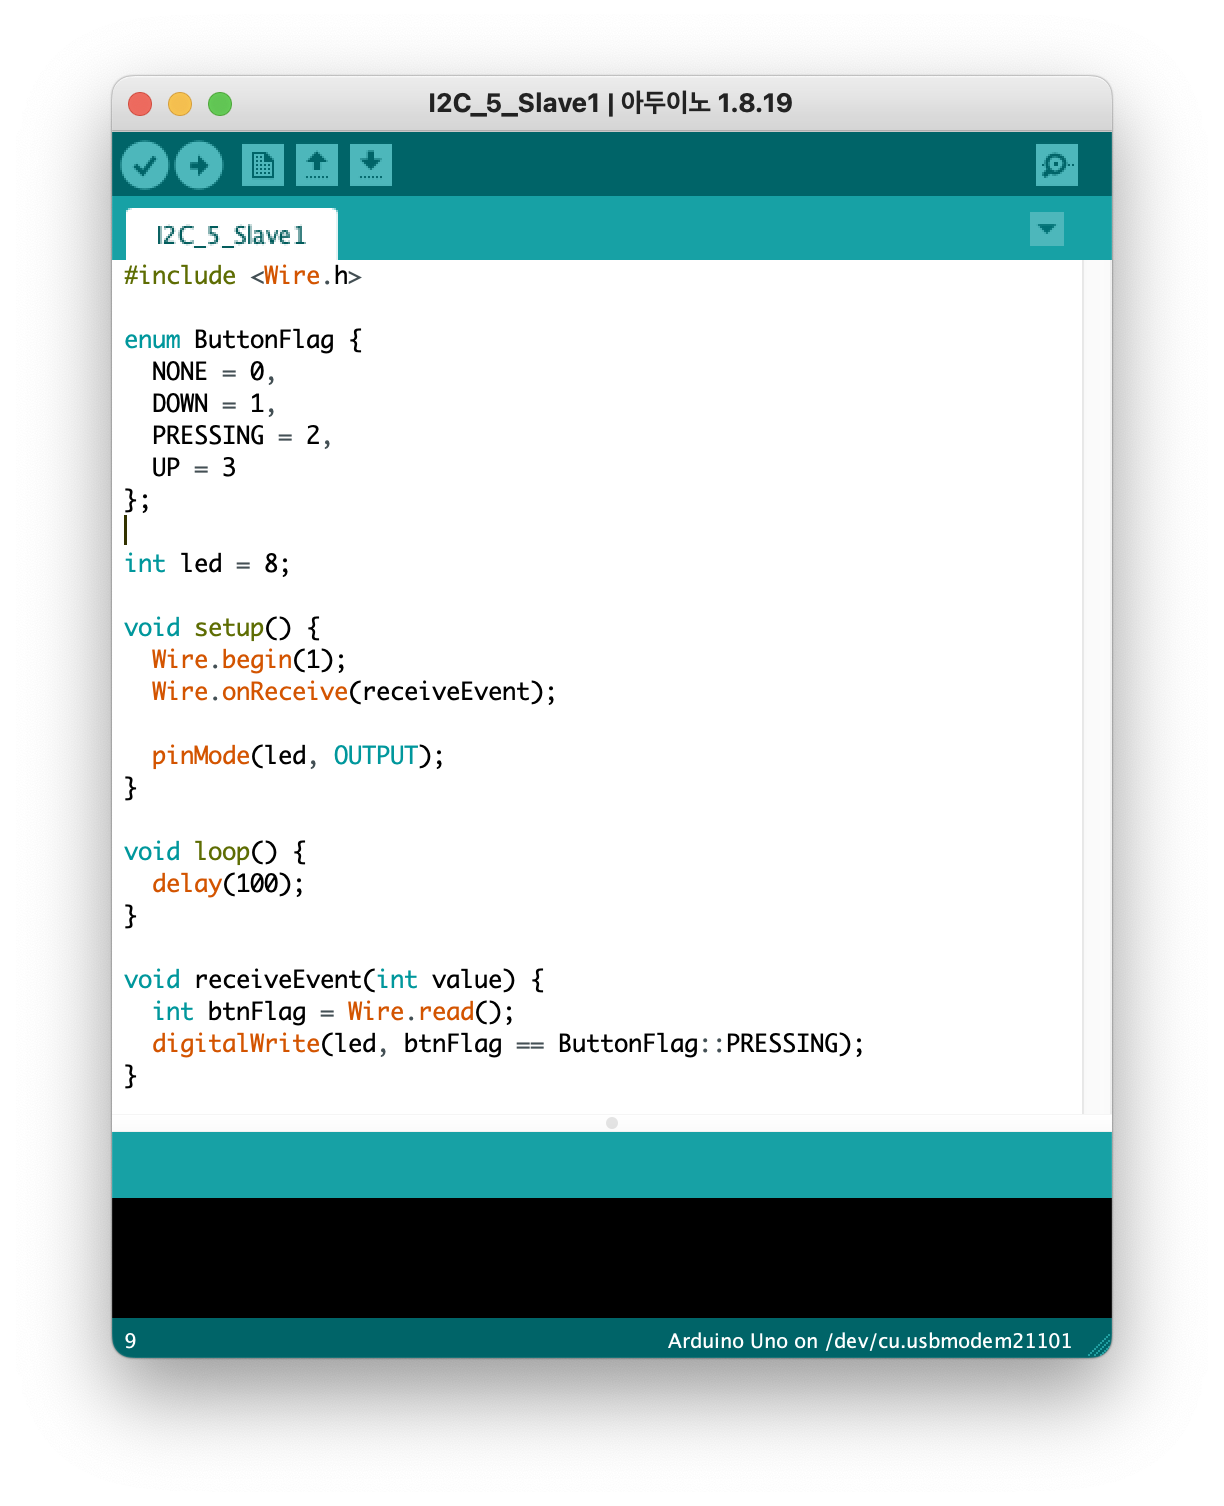 I2C_5_Slave1 | 아두이노 1.8.19
I2C_5_Slave1
#include <Wire.h>
enum ButtonFlag {
  NONE = 0,
  DOWN = 1,
  PRESSING = 2,
  UP = 3
};
int led = 8;
void setup() {
  Wire.begin(1);
  Wire.onReceive(receiveEvent);
  pinMode(led, OUTPUT);
}
void loop() {
  delay(100);
}
void receiveEvent(int value) {
  int btnFlag = Wire.read();
  digitalWrite(led, btnFlag == ButtonFlag::PRESSING);
}
9 Arduino Uno on /dev/cu.usbmodem21101